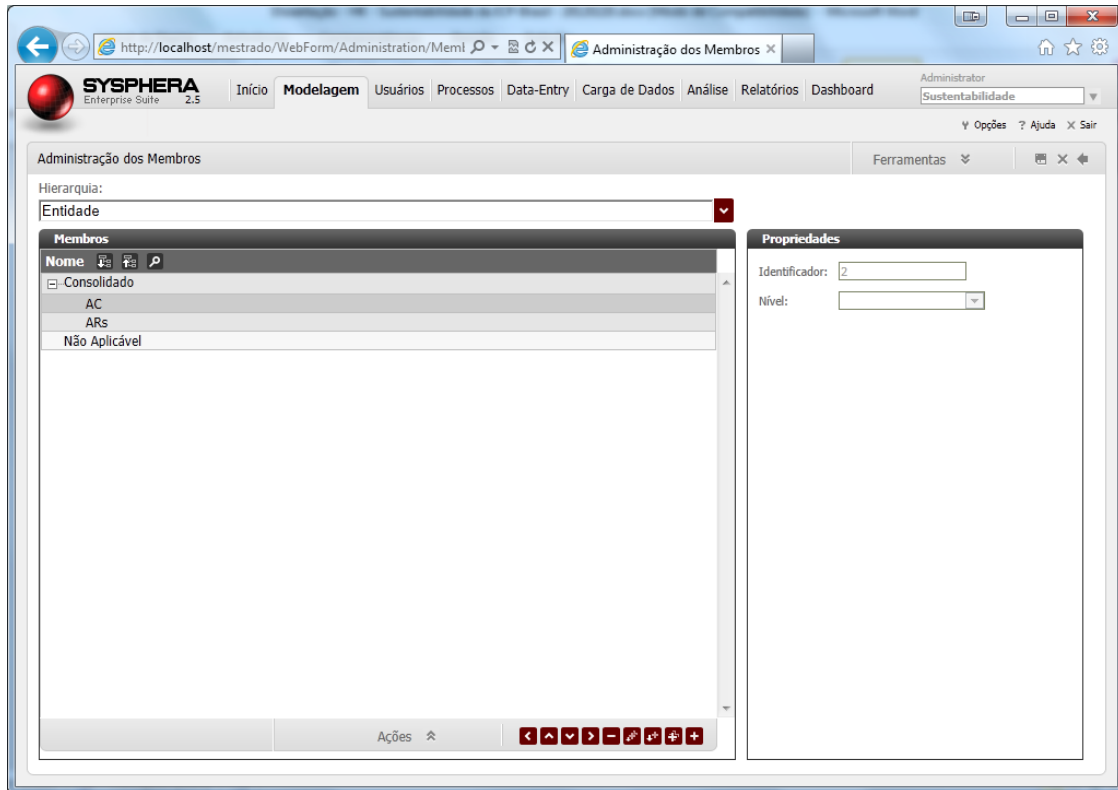 http://localhost/mestrado/WebForm/Administration/Meml
Administração dos Membros
SYSPHERA
Enterprise Suite 2.5
Início Modelagem Usuários Processos Data-Entry Carga de Dados Análise Relatórios Dashboard
Administrator
Sustentabilidade
Opções ? Ajuda Sair
Administração dos Membros
Ferramentas
Hierarquia:
Entidade
Membros
Nome
Consolidado
AC
ARs
Não Aplicável
Ações
Propriedades
Identificador: 2
Nível: